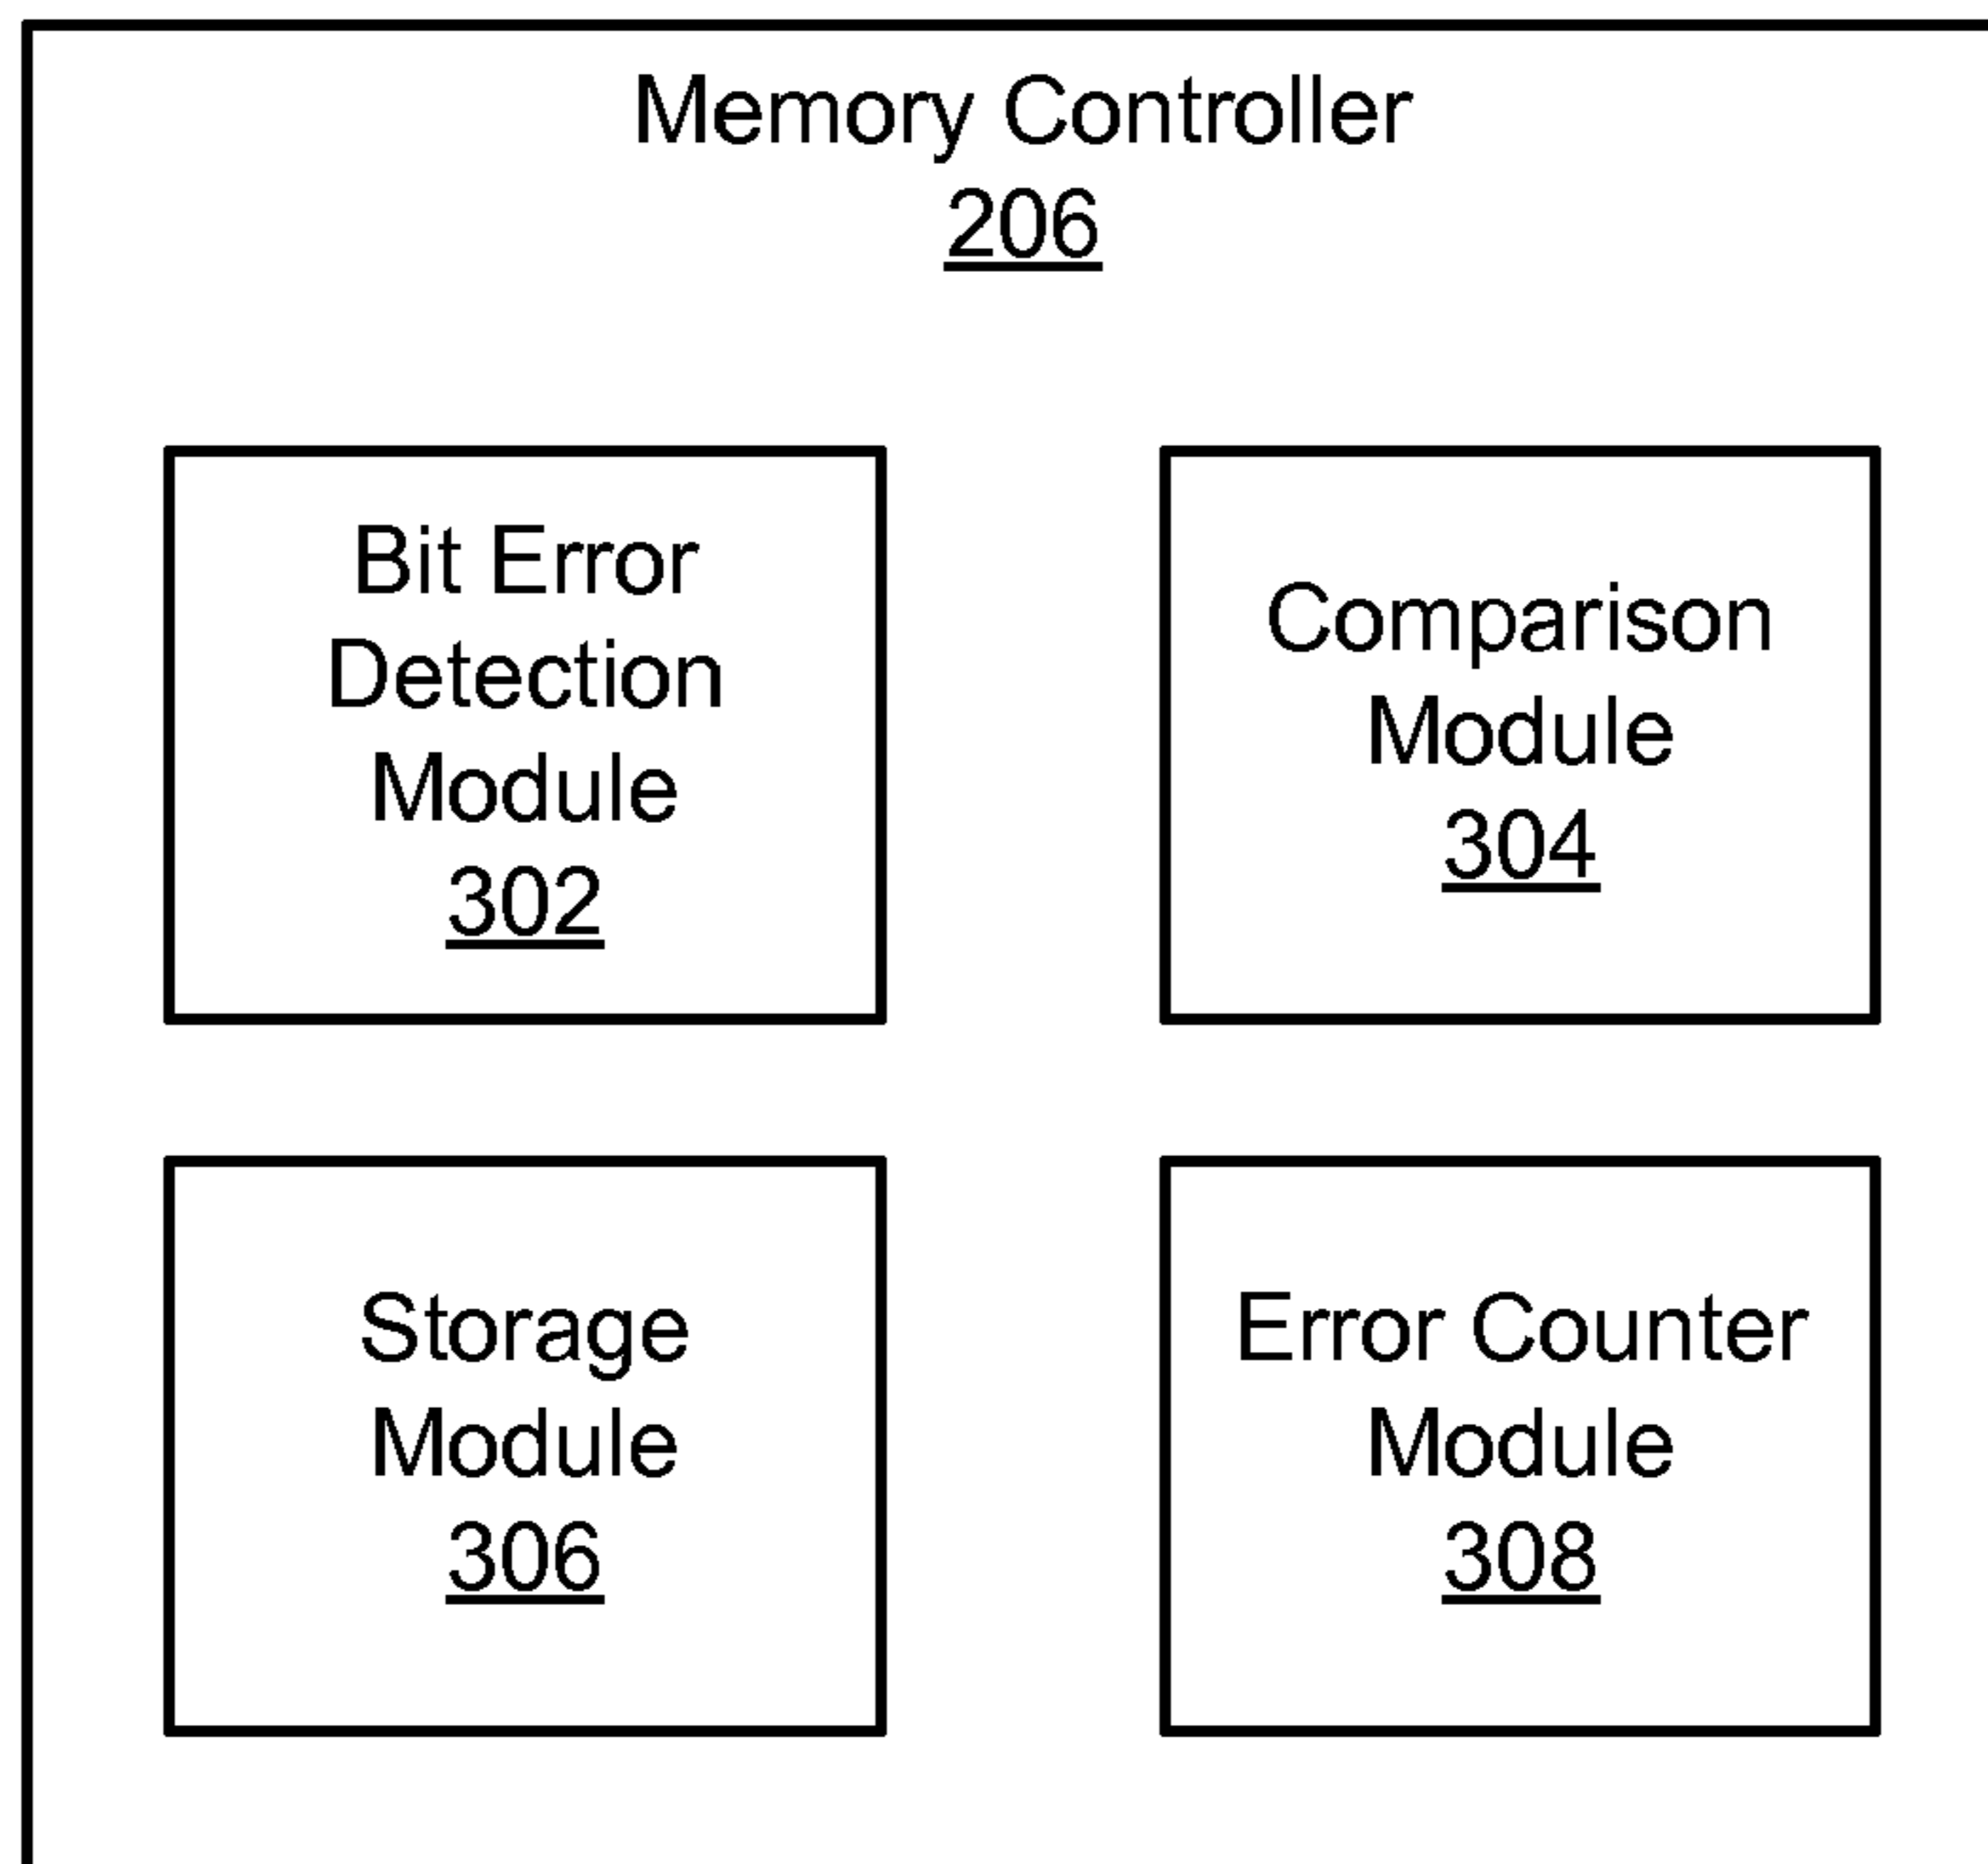 Memory Controller
206
Bit Error
Detection
Module
302
Comparison
Module
304
Storage
Module
306
Error Counter
Module
308